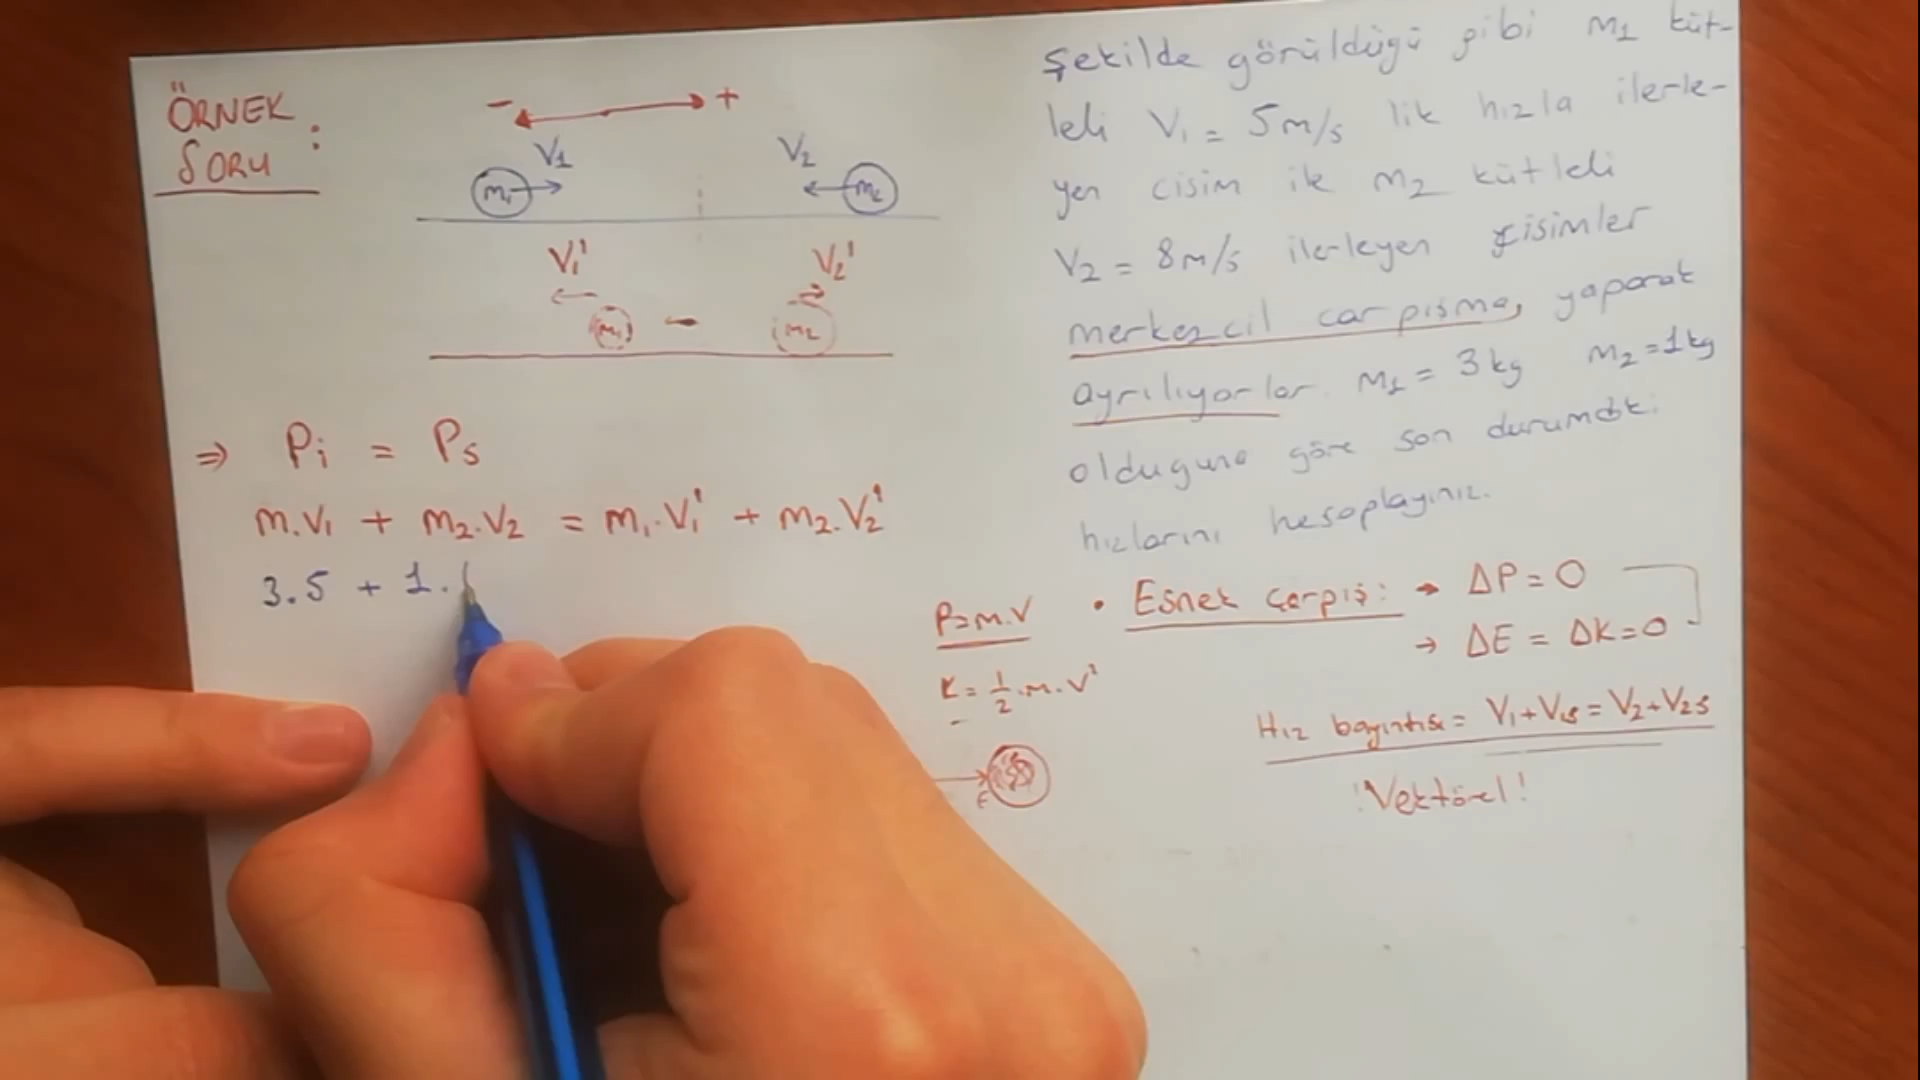 ÖRNEK
SORU :
- +
V1 V2
m1 m2
V1' V2'
m1 - m2
⇒ Pi = Ps
m.V1 + m2.V2 = m1.V1' + m2.V2'
3.5 + 1.(
Şekilde görüldüğü gibi m1 küt-
leli V1 = 5m/s lik hızla ilerle-
yen cisim ile m2 kütleli
V2 = 8m/s ilerleyen cisimler
merkezcil çarpışma, yaparak
ayrılıyorlar. m1 = 3kg m2 = 1kg
olduguna göre son durumdaki
hızlarını hesaplayınız.
P=m.V
K = 1/2 .m.V²
F
• Esnek çarpış: → ΔP = 0
→ ΔE = ΔK = 0
Hız bagıntısı = V1+V1s = V2+V2s
!Vektörel!